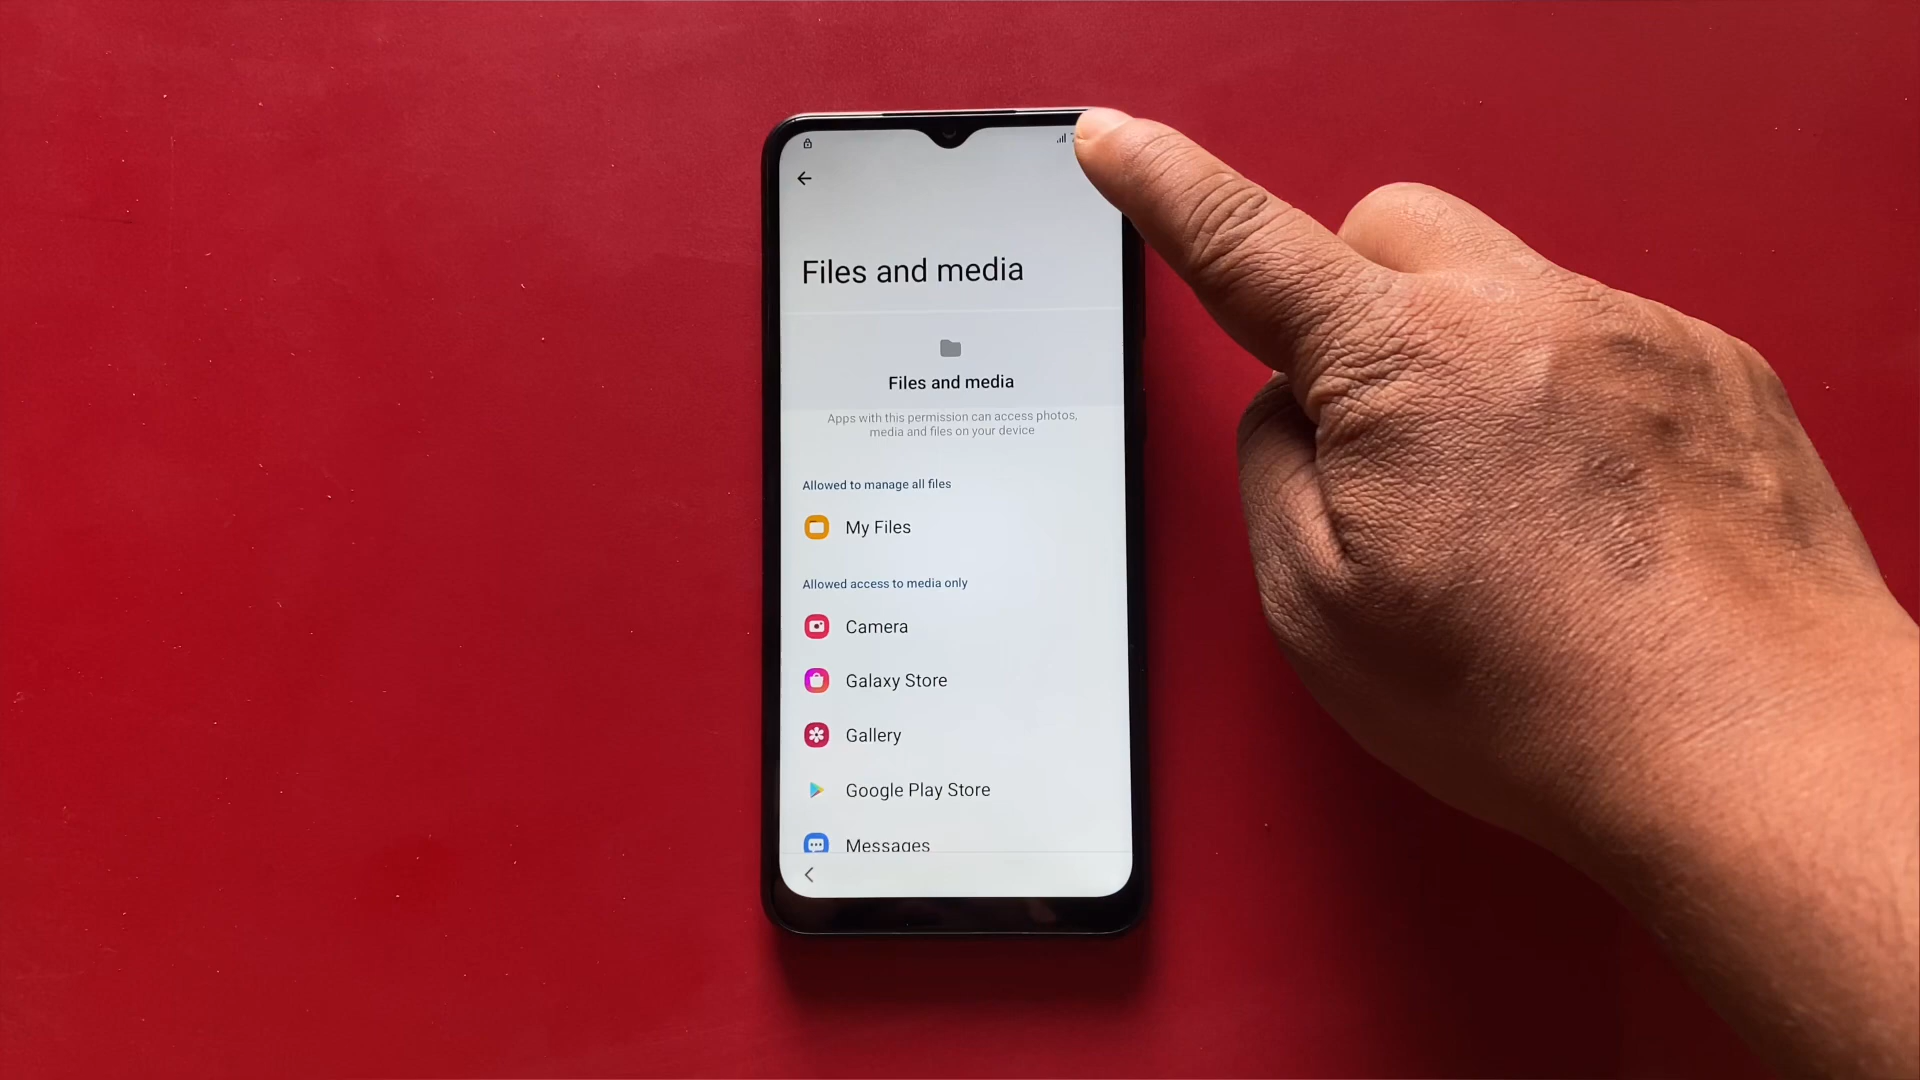 Files and media
Files and media
Apps with this permission can access photos,
media and files on your device
Allowed to manage all files
My Files
Allowed access to media only
Camera
Galaxy Store
Gallery
Google Play Store
Messages